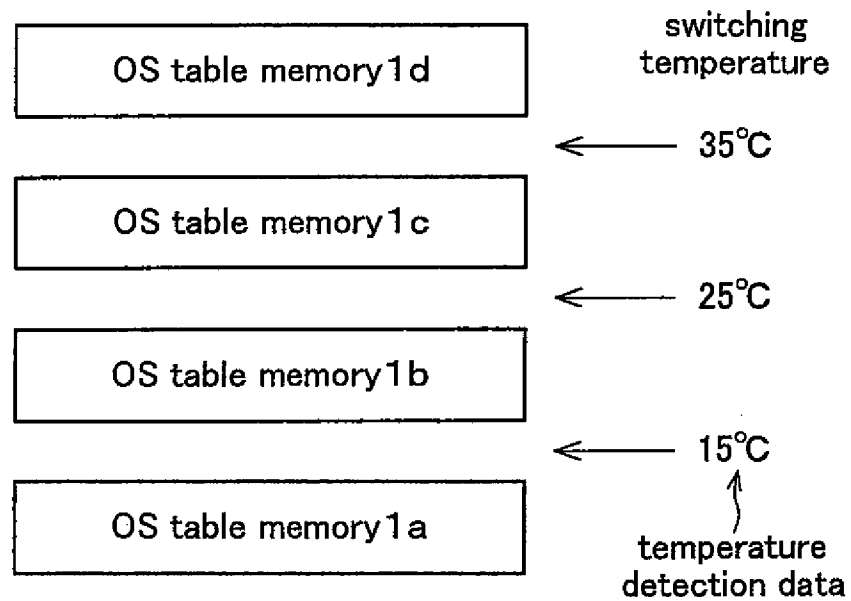 switching
temperature
OS table memory1d
35℃
OS table memory1c
25℃
OS table memory1b
15℃
OS table memory1a
temperature
detection data